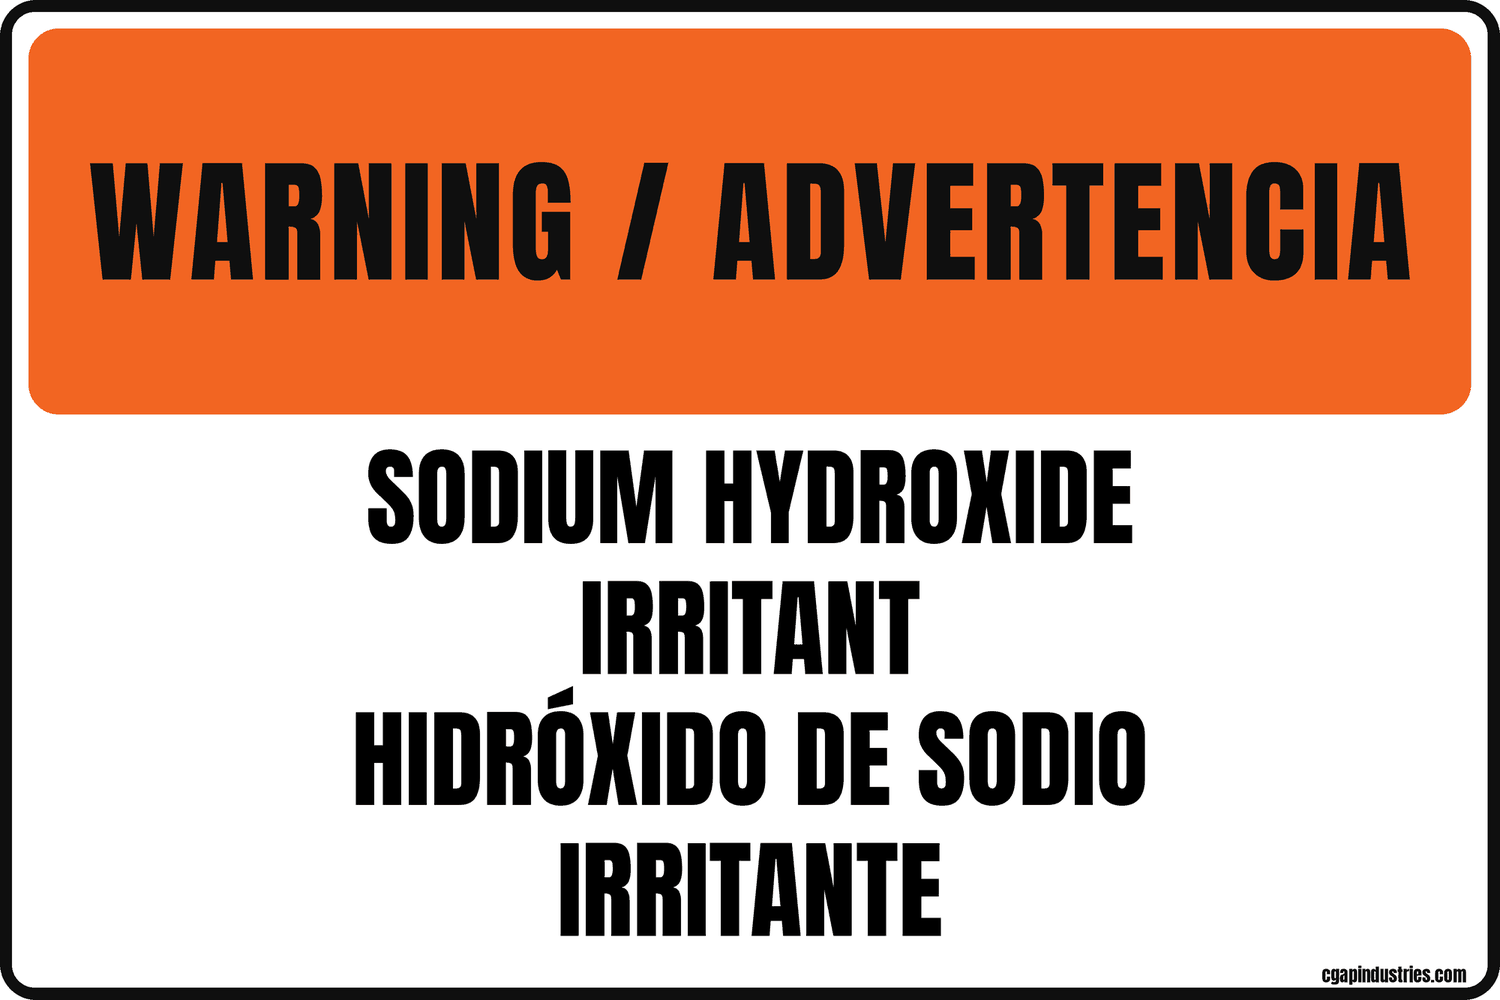 WARNING / ADVERTENCIA
SODIUM HYDROXIDE
IRRITANT
HIDRÓXIDO DE SODIO
IRRITANTE
cgapindustries.com